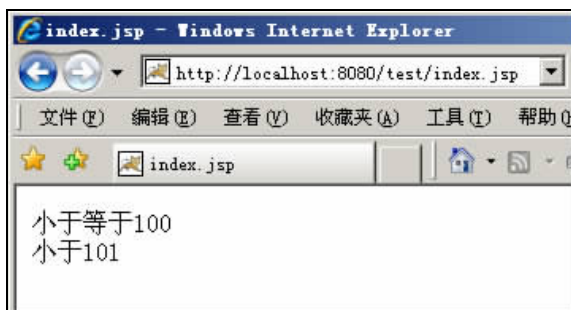 index.jsp - Windows Internet Explorer
http://localhost:8080/test/index.jsp
文件(F) 编辑(E) 查看(V) 收藏夹(A) 工具(T) 帮助(
index.jsp
小于等于100
小于101